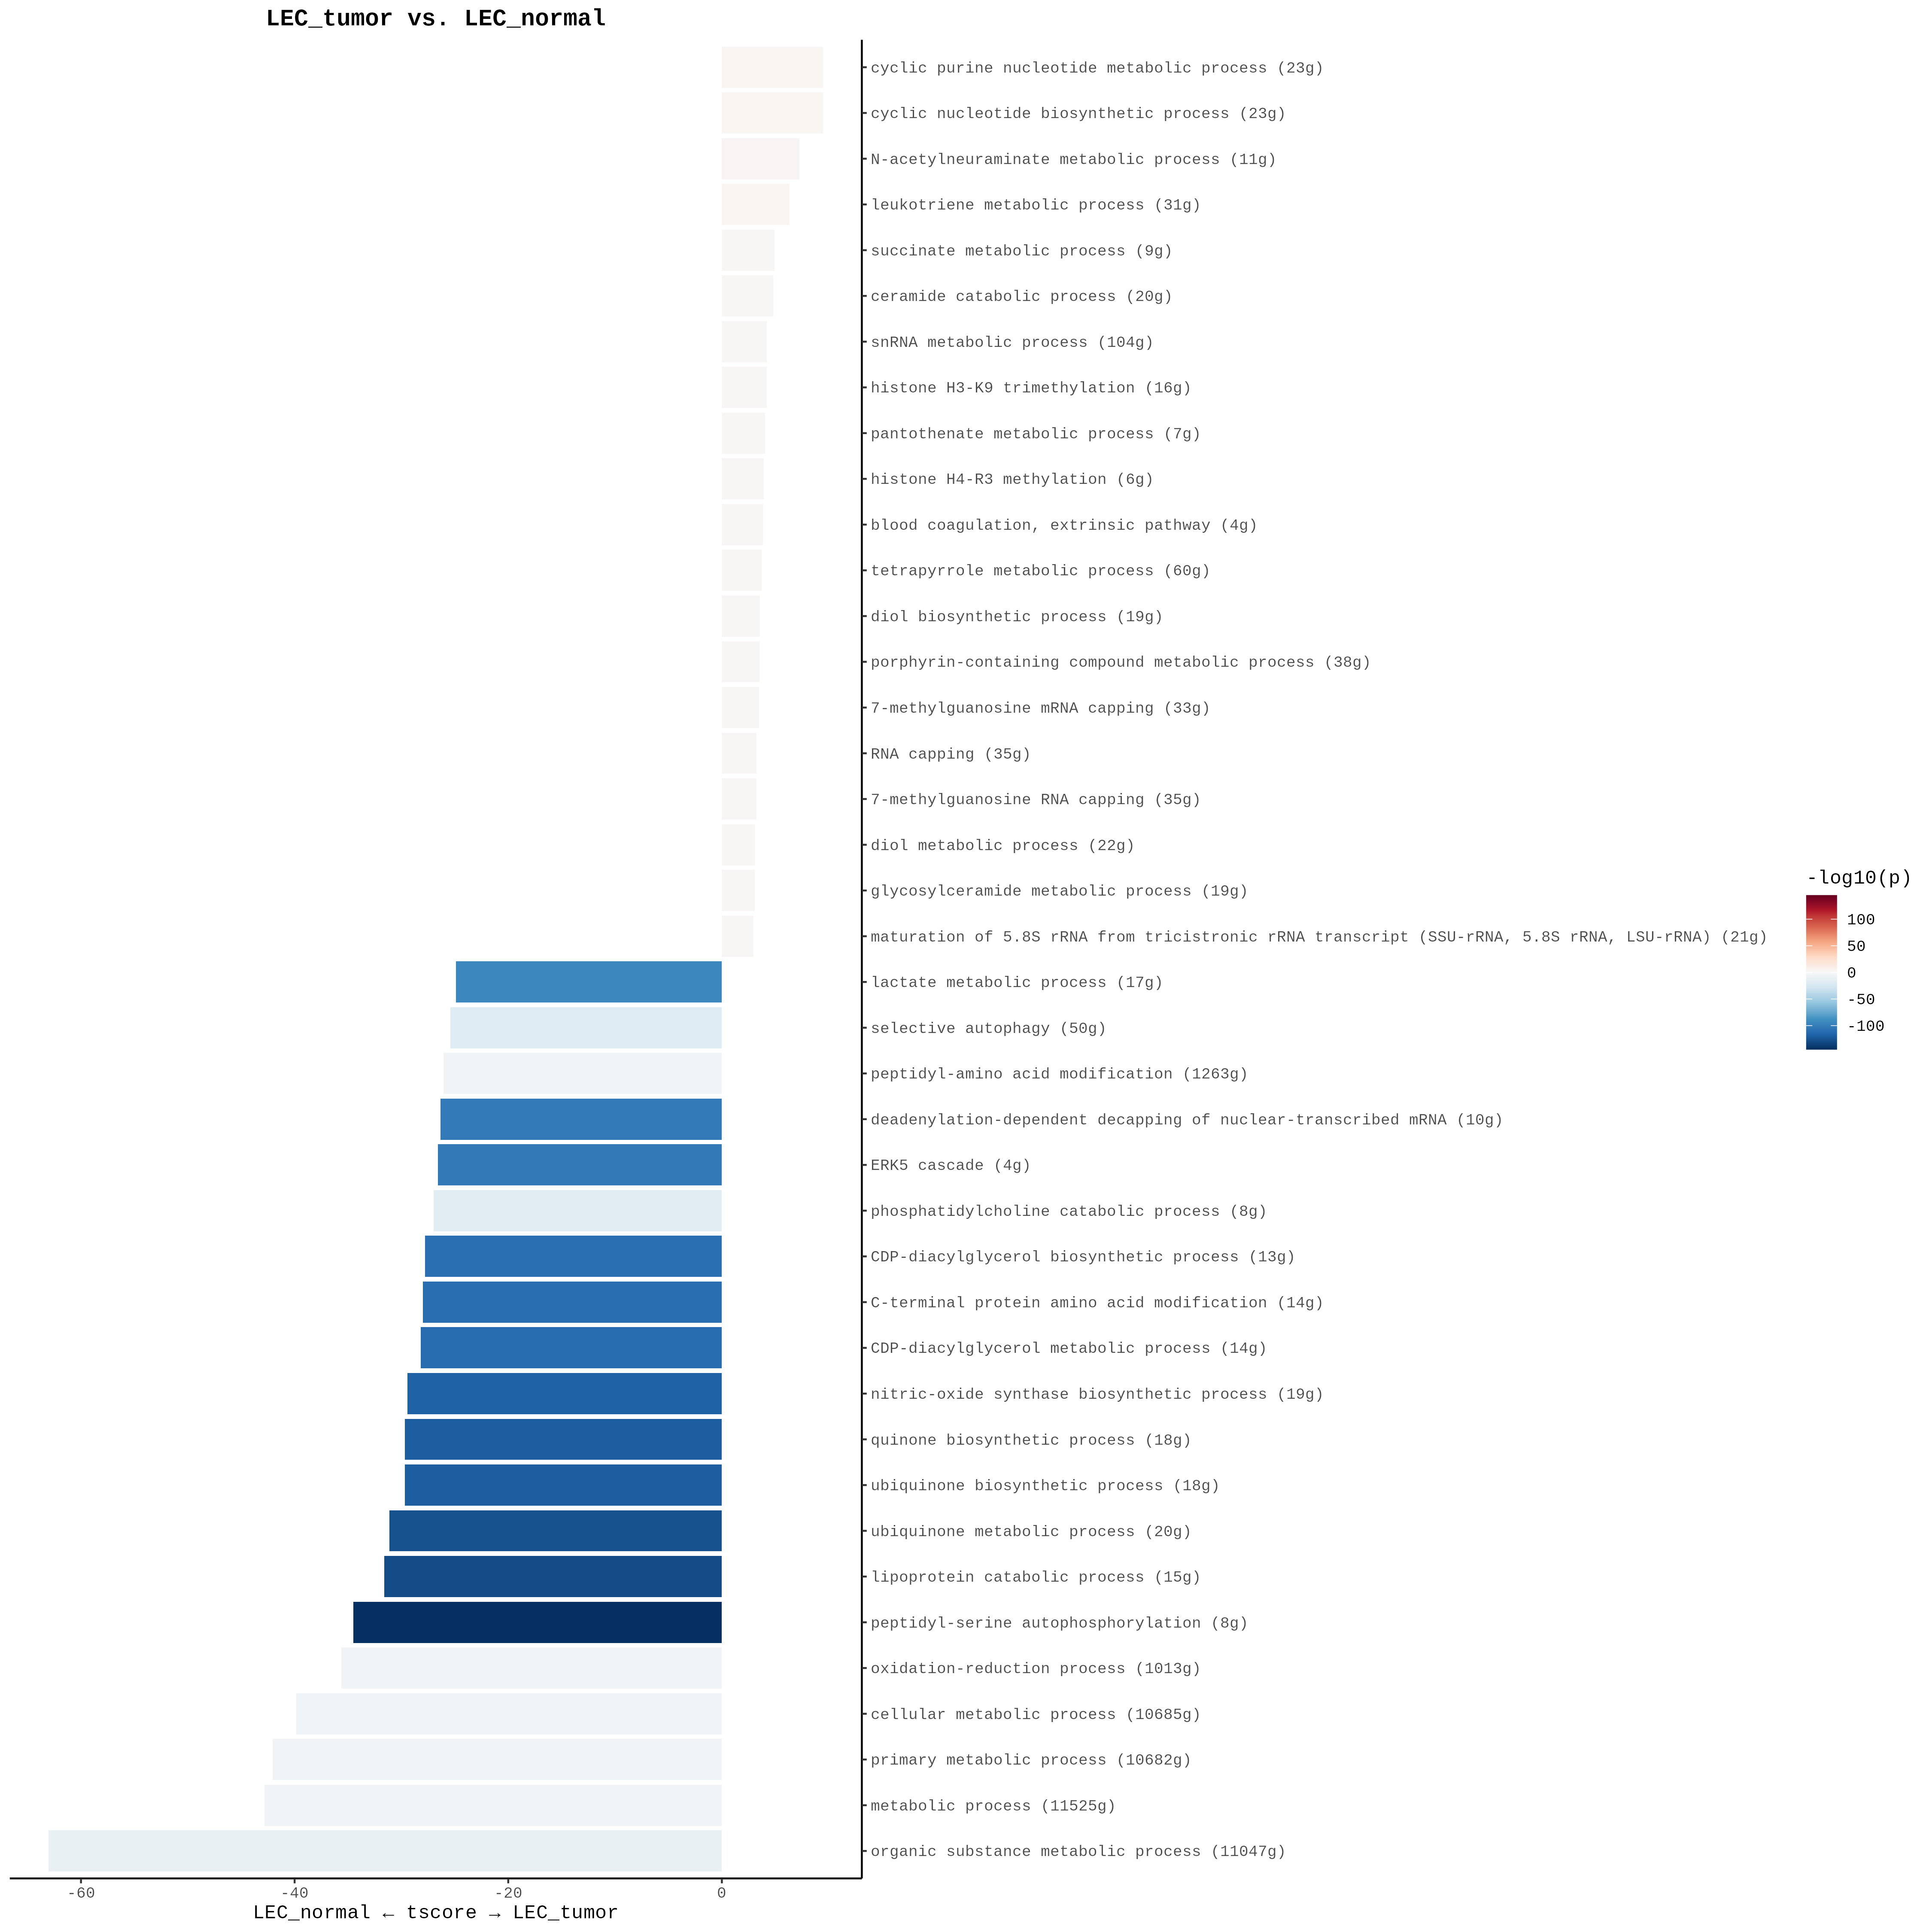 LEC_tumor vs. LEC_normal
cyclic purine nucleotide metabolic process (23g)
cyclic nucleotide biosynthetic process (23g)
N-acetylneuraminate metabolic process (11g)
leukotriene metabolic process (31g)
succinate metabolic process (9g)
ceramide catabolic process (20g)
snRNA metabolic process (104g)
histone H3-K9 trimethylation (16g)
pantothenate metabolic process (7g)
histone H4-R3 methylation (6g)
blood coagulation, extrinsic pathway (4g)
tetrapyrrole metabolic process (60g)
diol biosynthetic process (19g)
porphyrin-containing compound metabolic process (38g)
7-methylguanosine mRNA capping (33g)
RNA capping (35g)
7-methylguanosine RNA capping (35g)
diol metabolic process (22g)
glycosylceramide metabolic process (19g)
maturation of 5.8S rRNA from tricistronic rRNA transcript (SSU-rRNA, 5.8S rRNA, LSU-rRNA) (21g)
lactate metabolic process (17g)
selective autophagy (50g)
peptidyl-amino acid modification (1263g)
deadenylation-dependent decapping of nuclear-transcribed mRNA (10g)
ERK5 cascade (4g)
phosphatidylcholine catabolic process (8g)
CDP-diacylglycerol biosynthetic process (13g)
C-terminal protein amino acid modification (14g)
CDP-diacylglycerol metabolic process (14g)
nitric-oxide synthase biosynthetic process (19g)
quinone biosynthetic process (18g)
ubiquinone biosynthetic process (18g)
ubiquinone metabolic process (20g)
lipoprotein catabolic process (15g)
peptidyl-serine autophosphorylation (8g)
oxidation-reduction process (1013g)
cellular metabolic process (10685g)
primary metabolic process (10682g)
metabolic process (11525g)
organic substance metabolic process (11047g)
-60 -40 -20 0
LEC_normal ← tscore → LEC_tumor
-log10(p)
100
50
0
-50
-100